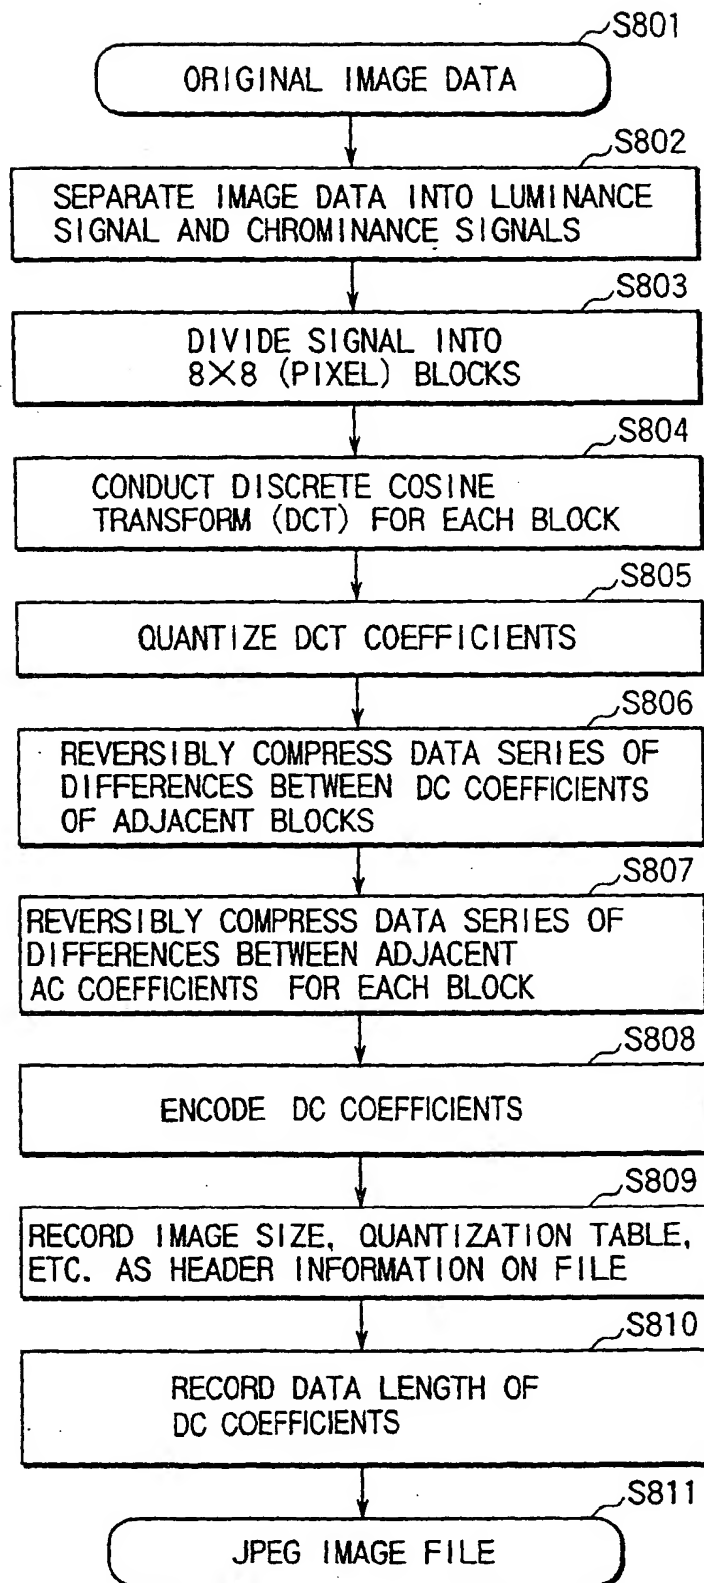 S801
ORIGINAL IMAGE DATA
S802
SEPARATE IMAGE DATA INTO LUMINANCE
SIGNAL AND CHROMINANCE SIGNALS
S803
DIVIDE SIGNAL INTO
8×8 (PIXEL) BLOCKS
S804
CONDUCT DISCRETE COSINE
TRANSFORM (DCT) FOR EACH BLOCK
S805
QUANTIZE DCT COEFFICIENTS
S806
REVERSIBLY COMPRESS DATA SERIES OF
DIFFERENCES BETWEEN DC COEFFICIENTS
OF ADJACENT BLOCKS
S807
REVERSIBLY COMPRESS DATA SERIES OF
DIFFERENCES BETWEEN ADJACENT
AC COEFFICIENTS FOR EACH BLOCK
S808
ENCODE DC COEFFICIENTS
S809
RECORD IMAGE SIZE, QUANTIZATION TABLE,
ETC. AS HEADER INFORMATION ON FILE
S810
RECORD DATA LENGTH OF
DC COEFFICIENTS
S811
JPEG IMAGE FILE